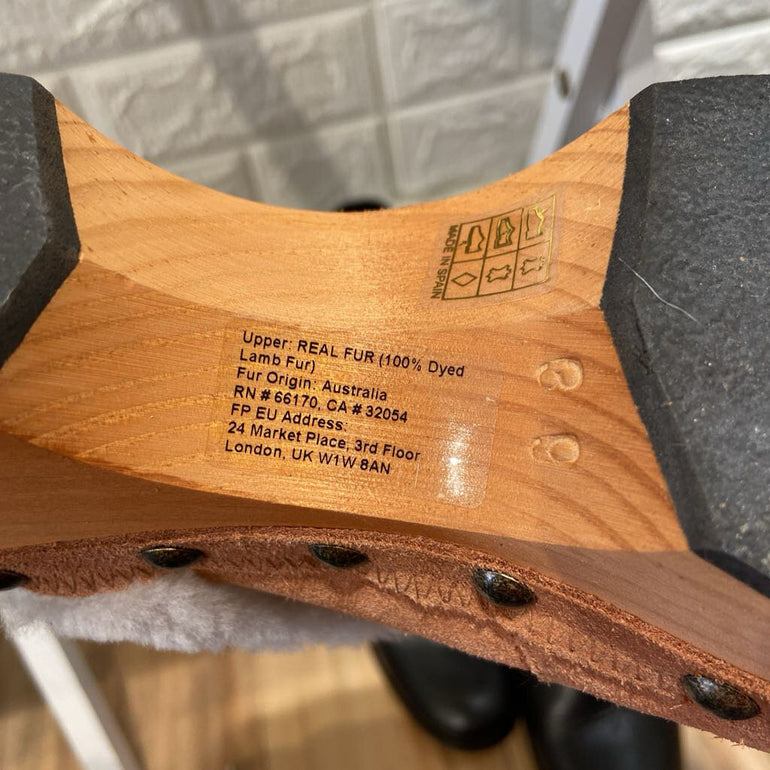 MADE IN SPAIN
Upper: REAL FUR (100% Dyed
Lamb Fur)
Fur Origin: Australia
RN # 66170, CA # 32054
FP EU Address:
24 Market Place, 3rd Floor
London, UK W1W 8AN